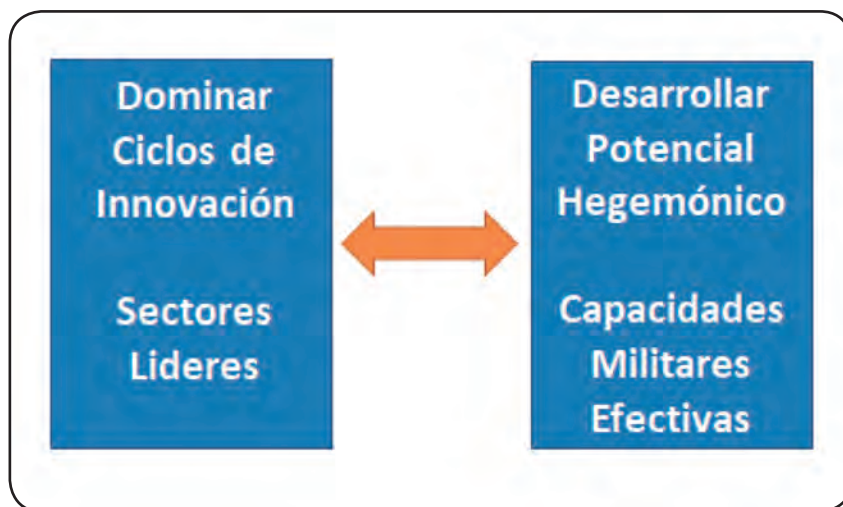 Dominar
Ciclos de
Innovación
Sectores
Lideres
Desarrollar
Potencial
Hegemónico
Capacidades
Militares
Efectivas